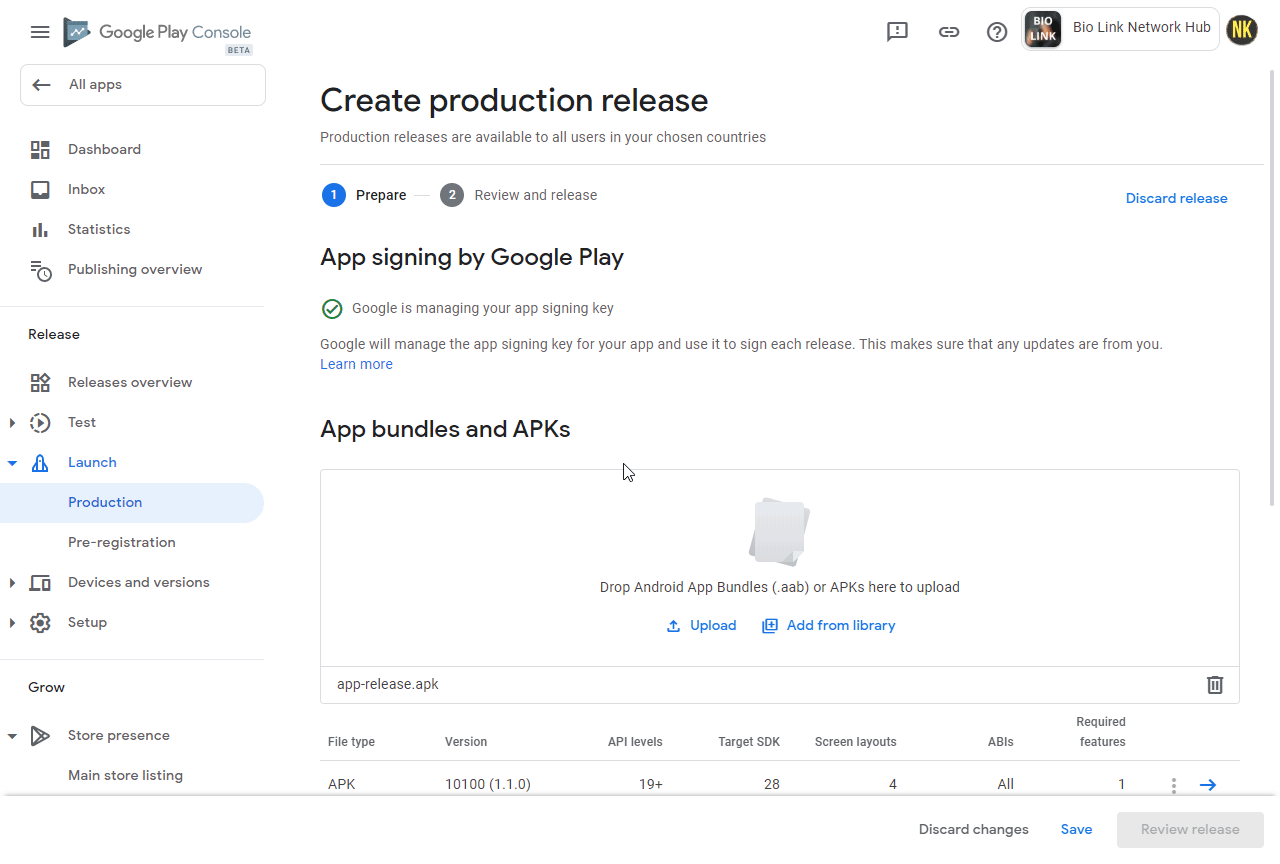 Google Play Console
BETA
BIO LINK
Bio Link Network Hub
NK
All apps
Dashboard
Inbox
Statistics
Publishing overview
Release
Releases overview
Test
Launch
Production
Pre-registration
Devices and versions
Setup
Grow
Store presence
Main store listing
Create production release
Production releases are available to all users in your chosen countries
1 Prepare
2 Review and release
Discard release
App signing by Google Play
Google is managing your app signing key
Google will manage the app signing key for your app and use it to sign each release. This makes sure that any updates are from you.
Learn more
App bundles and APKs
Drop Android App Bundles (.aab) or APKs here to upload
Upload
Add from library
app-release.apk
File type Version API levels Target SDK Screen layouts ABIs Required features
APK 10100 (1.1.0) 19+ 28 4 All 1
Discard changes
Save
Review release